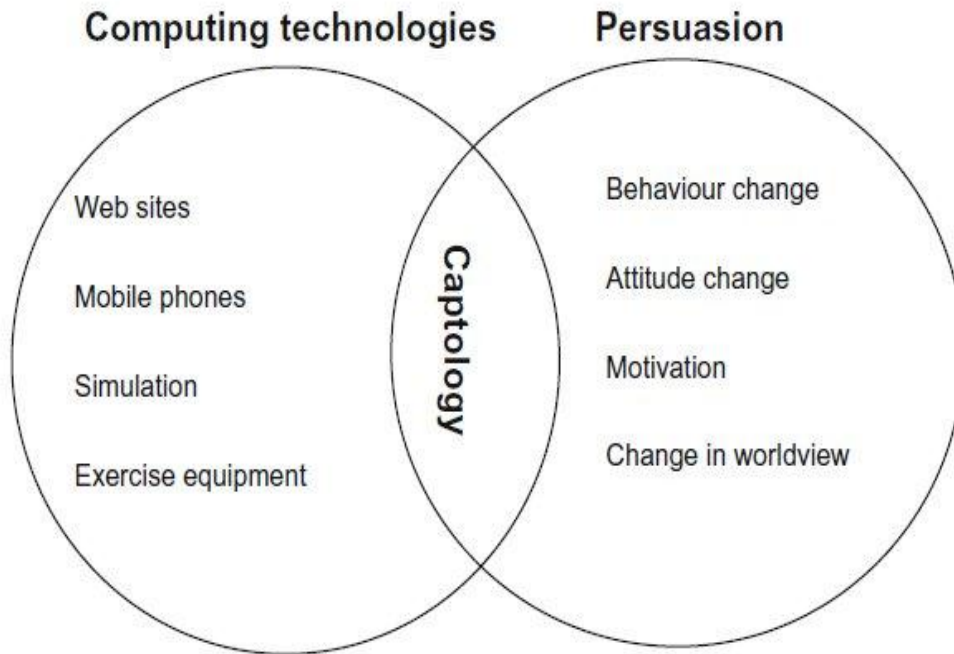 Computing technologies
Persuasion
Web sites
Mobile phones
Simulation
Exercise equipment
Captology
Behaviour change
Attitude change
Motivation
Change in worldview